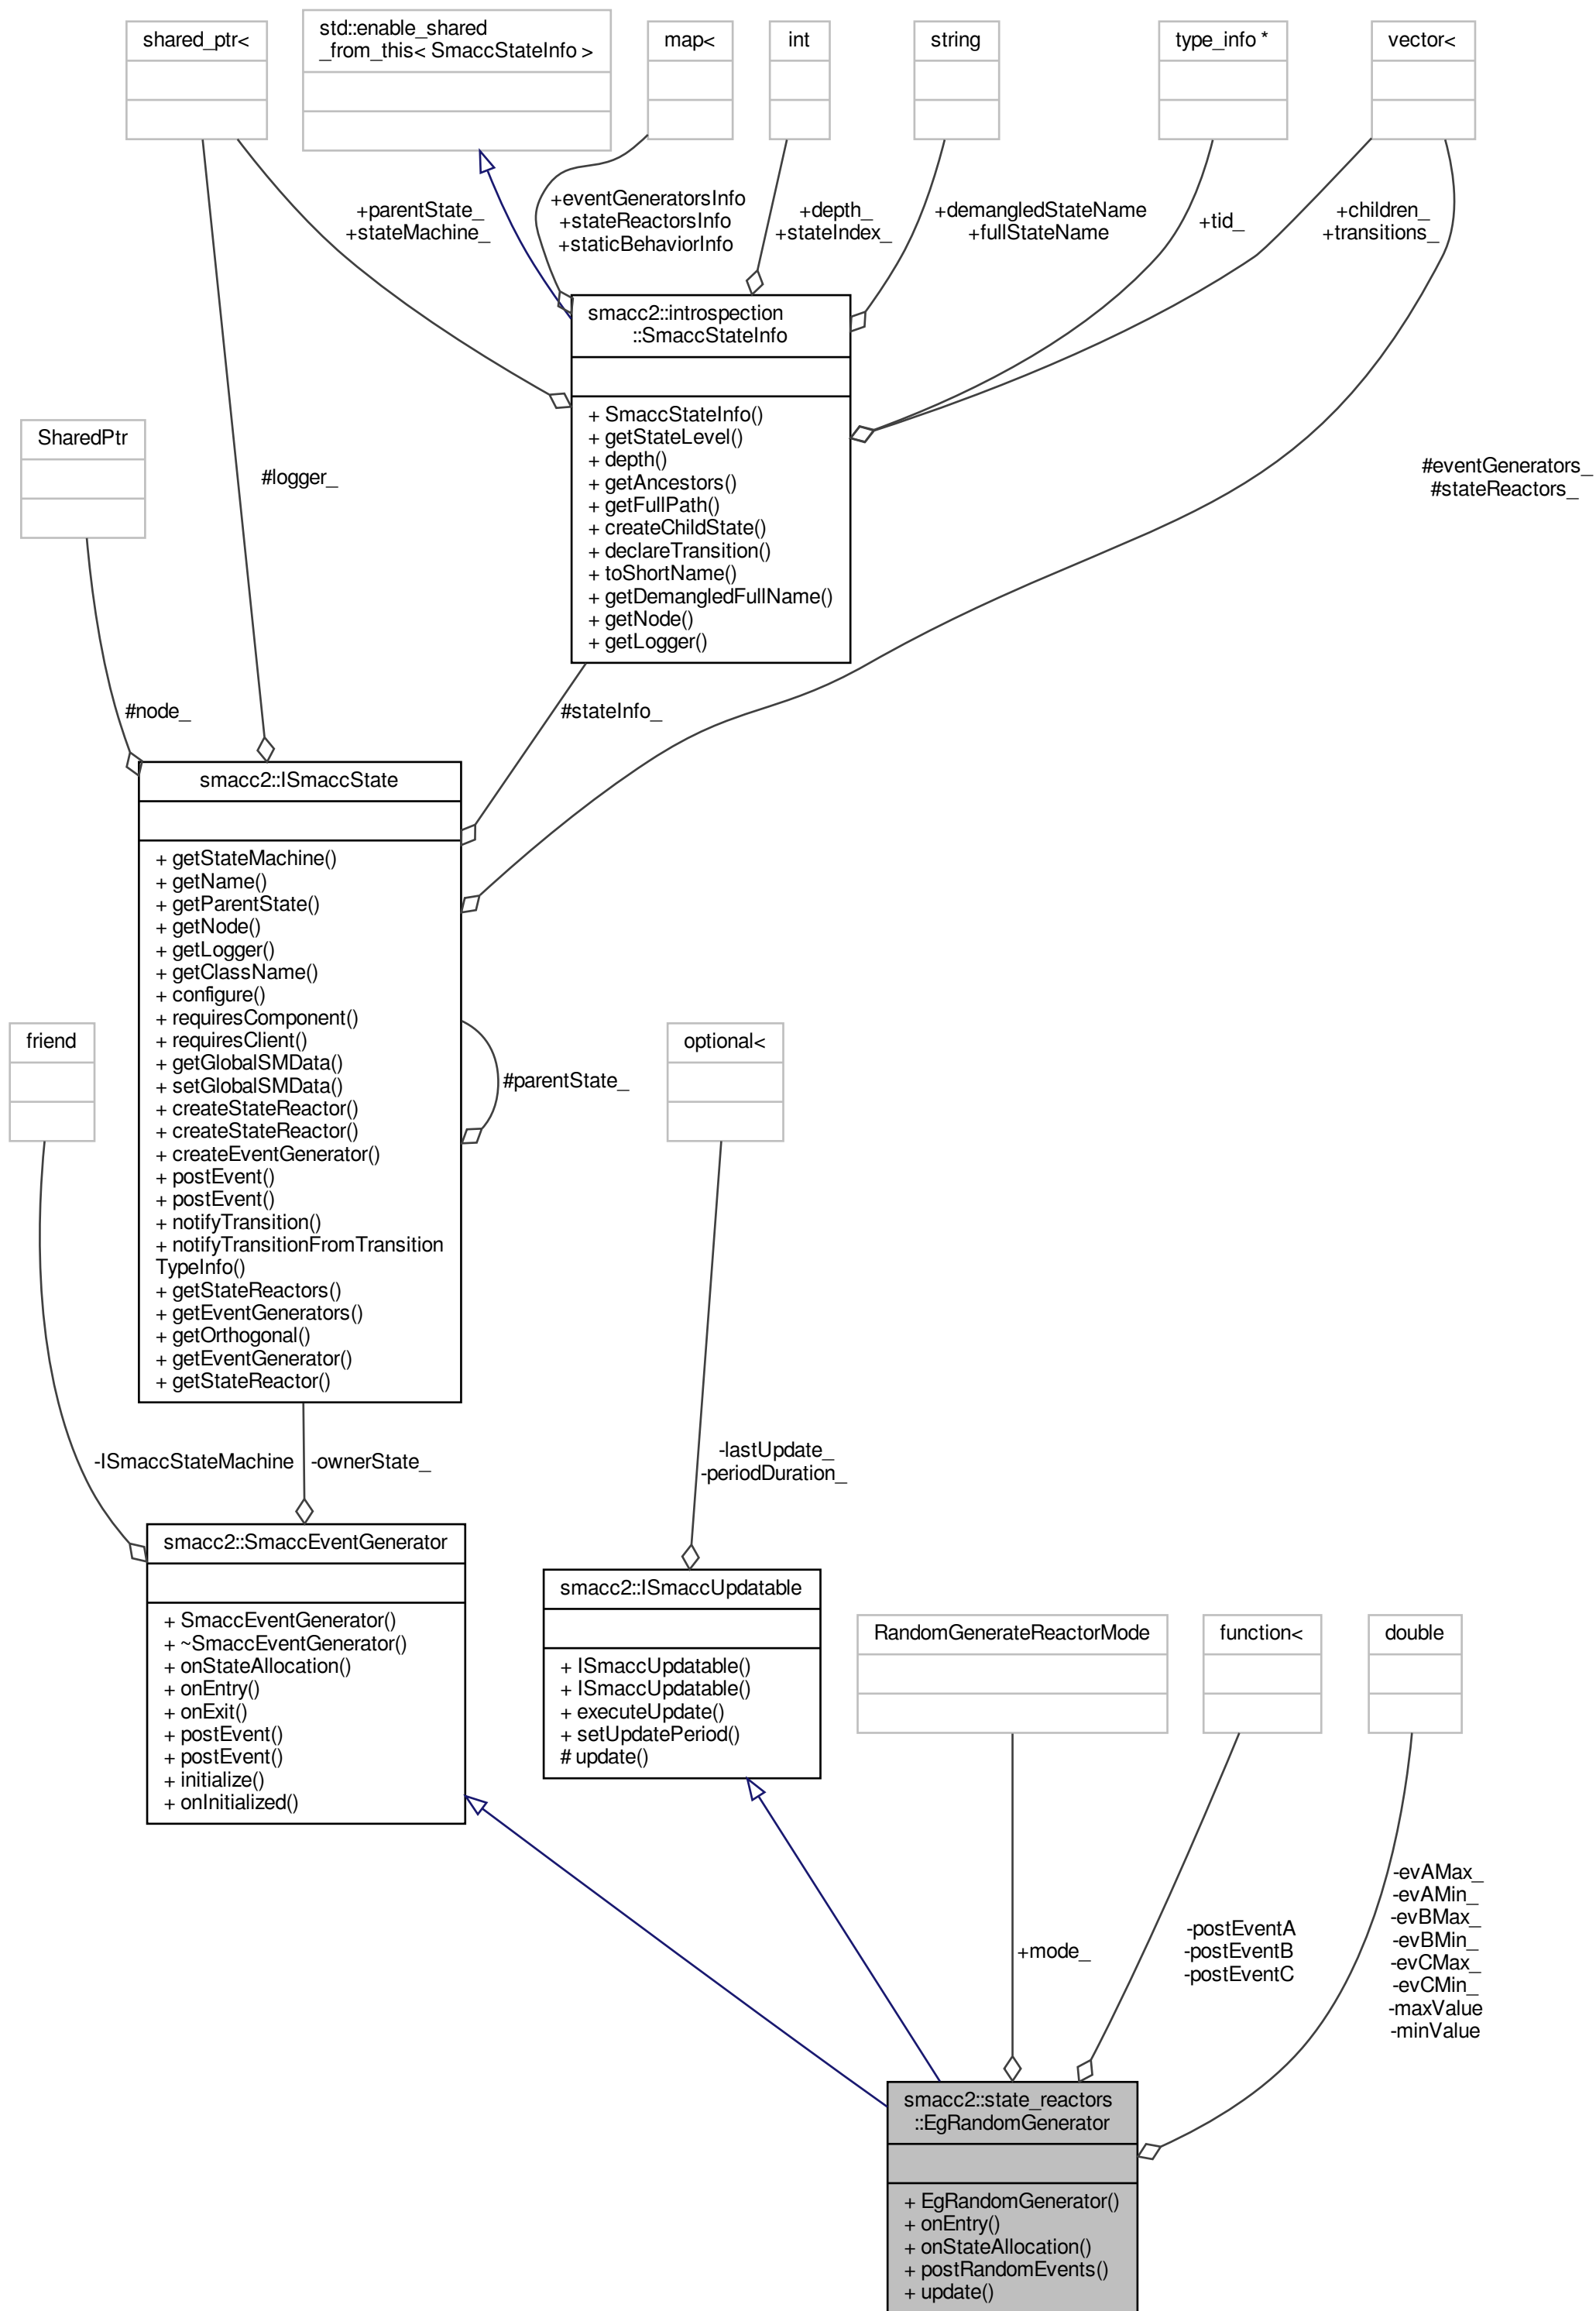 shared_ptr<
std::enable_shared
_from_this< SmaccStateInfo >
map<
int
string
type_info *
vector<
+parentState_
+stateMachine_
+eventGeneratorsInfo
+stateReactorsInfo
+staticBehaviorInfo
+depth_
+stateIndex_
+demangledStateName
+fullStateName
+tid_
+children_
+transitions_
smacc2::introspection
::SmaccStateInfo
+ SmaccStateInfo()
+ getStateLevel()
+ depth()
+ getAncestors()
+ getFullPath()
+ createChildState()
+ declareTransition()
+ toShortName()
+ getDemangledFullName()
+ getNode()
+ getLogger()
SharedPtr
#logger_
#eventGenerators_
#stateReactors_
#node_
#stateInfo_
smacc2::ISmaccState
+ getStateMachine()
+ getName()
+ getParentState()
+ getNode()
+ getLogger()
+ getClassName()
+ configure()
+ requiresComponent()
+ requiresClient()
+ getGlobalSMData()
+ setGlobalSMData()
+ createStateReactor()
+ createStateReactor()
+ createEventGenerator()
+ postEvent()
+ postEvent()
+ notifyTransition()
+ notifyTransitionFromTransition
TypeInfo()
+ getStateReactors()
+ getEventGenerators()
+ getOrthogonal()
+ getEventGenerator()
+ getStateReactor()
#parentState_
friend
optional<
-ISmaccStateMachine
-ownerState_
-lastUpdate_
-periodDuration_
smacc2::SmaccEventGenerator
+ SmaccEventGenerator()
+ ~SmaccEventGenerator()
+ onStateAllocation()
+ onEntry()
+ onExit()
+ postEvent()
+ postEvent()
+ initialize()
+ onInitialized()
smacc2::ISmaccUpdatable
+ ISmaccUpdatable()
+ ISmaccUpdatable()
+ executeUpdate()
+ setUpdatePeriod()
# update()
RandomGenerateReactorMode
function<
double
+mode_
-postEventA
-postEventB
-postEventC
-evAMax_
-evAMin_
-evBMax_
-evBMin_
-evCMax_
-evCMin_
-maxValue
-minValue
smacc2::state_reactors
::EgRandomGenerator
+ EgRandomGenerator()
+ onEntry()
+ onStateAllocation()
+ postRandomEvents()
+ update()